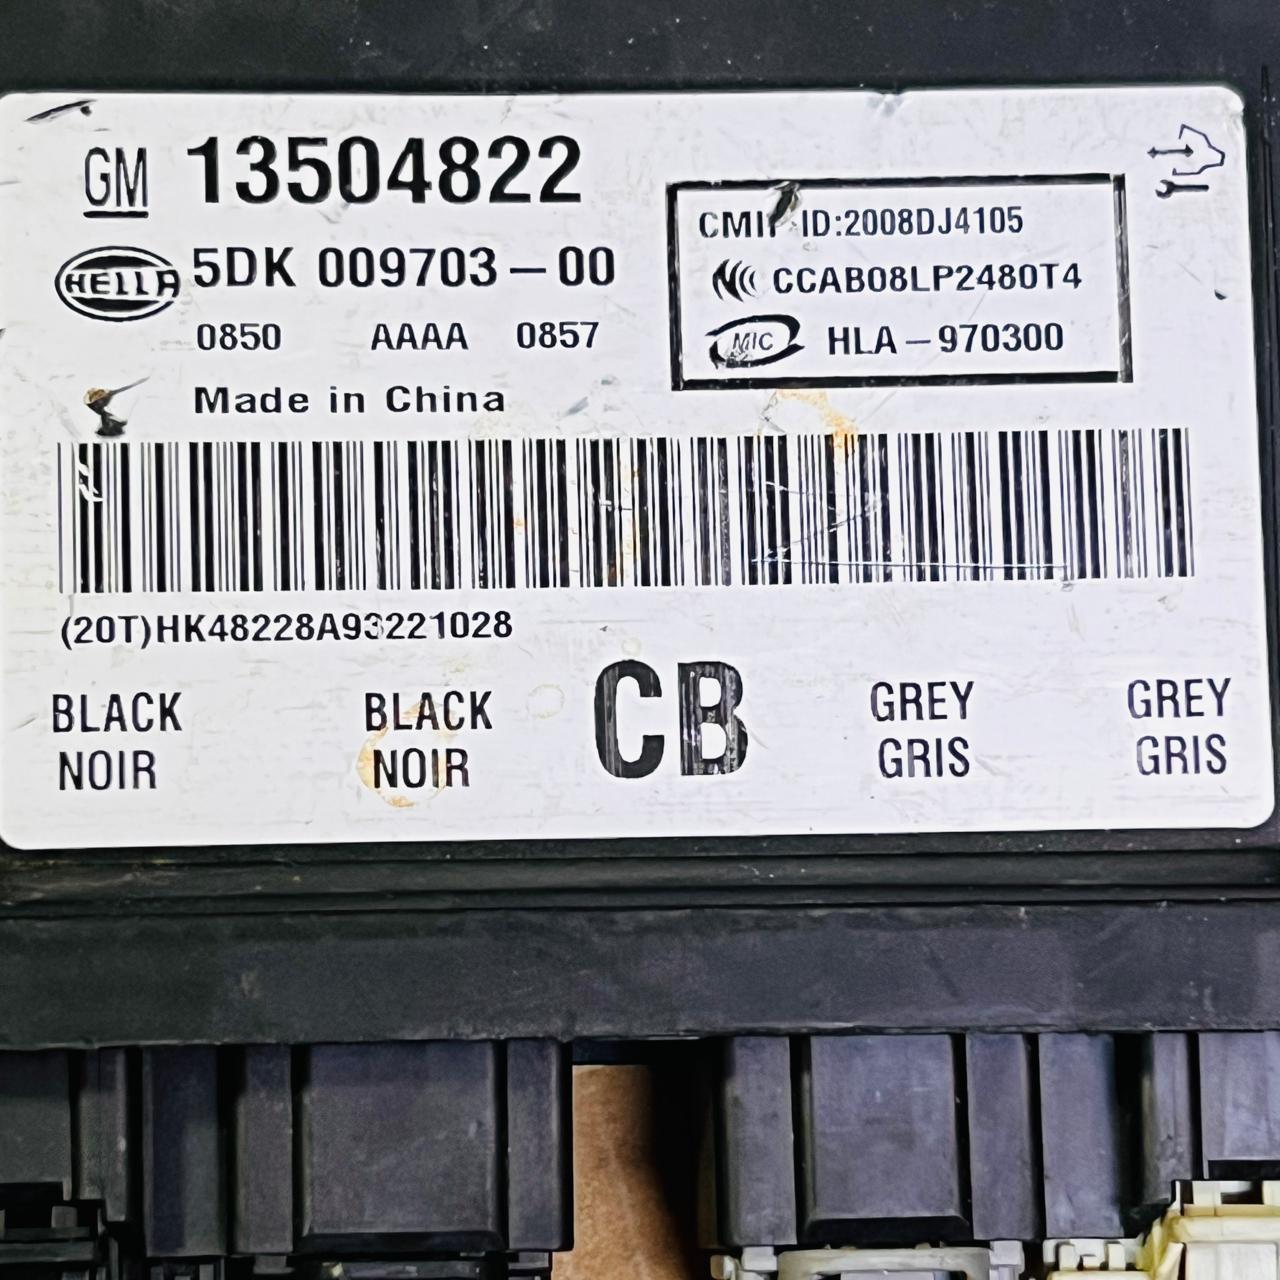 GM 13504822
HELLA 5DK 009703-00
0850 AAAA 0857
Made in China
ID:2008DJ4105
CCAB08LP2480T4
MIC HLA-970300
(20T)HK48228A93221028
BLACK BLACK CB GREY GREY
NOIR NOIR GRIS GRIS